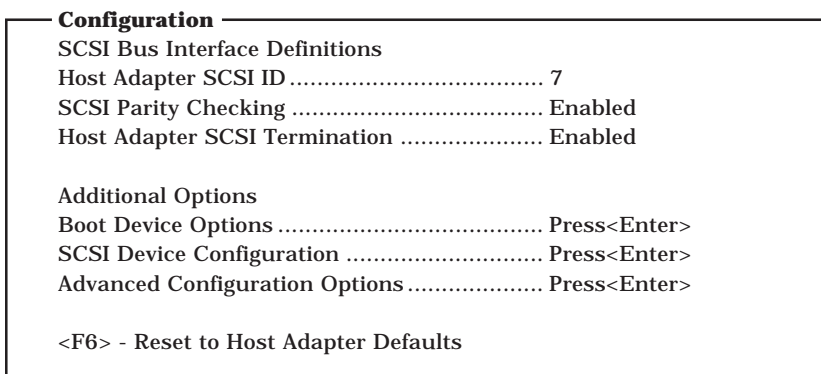 Configuration
SCSI Bus Interface Definitions
Host Adapter SCSI ID ..................................... 7
SCSI Parity Checking ..................................... Enabled
Host Adapter SCSI Termination ..................... Enabled
Additional Options
Boot Device Options ....................................... Press<Enter>
SCSI Device Configuration ............................. Press<Enter>
Advanced Configuration Options .................... Press<Enter>
<F6> - Reset to Host Adapter Defaults